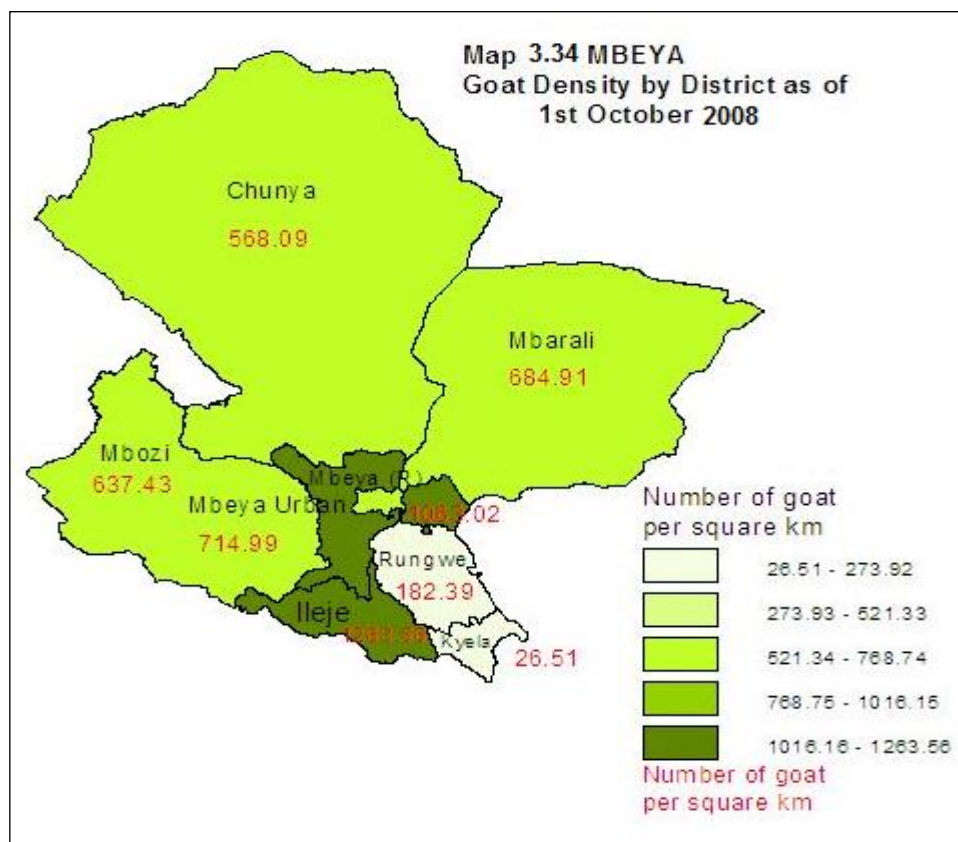 Map 3.34 MBEYA
Goat Density by District as of
1st October 2008
Chunya
568.09
Mbarali
684.91
Mbozi
637.43
Mbeya (R)
Mbeya Urban
714.99
Rungwe
182.39
Ileje
Kyela
26.51
Number of goat
per square km
26.51 - 273.92
273.93 - 521.33
521.34 - 768.74
768.75 - 1016.15
1016.16 - 1263.56
Number of goat
per square km